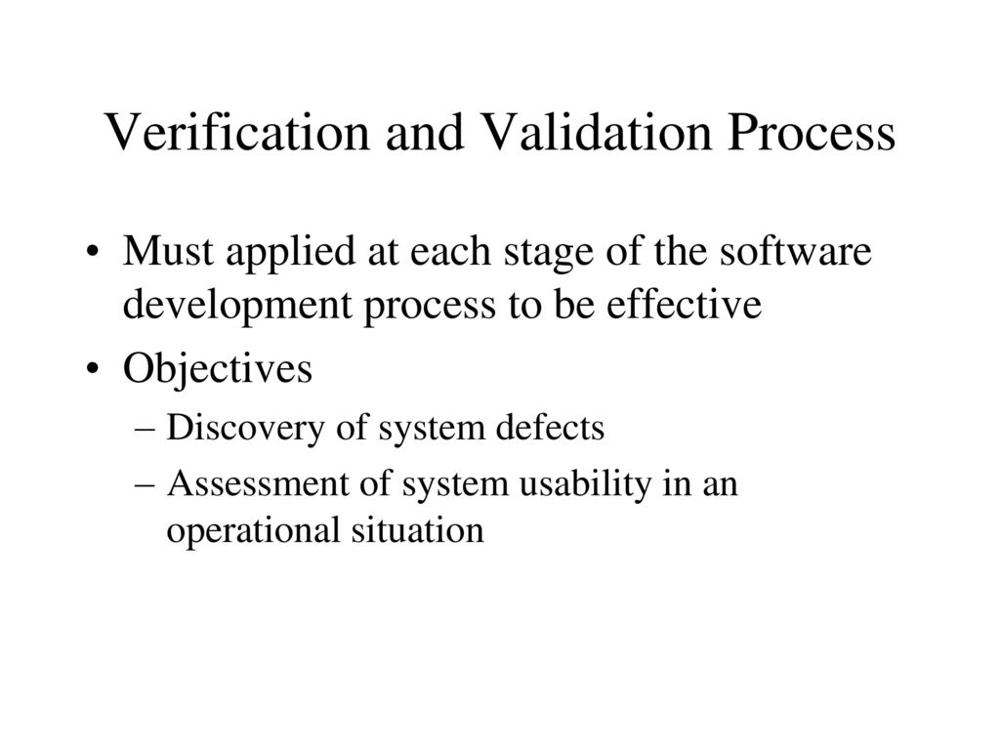 Verification and Validation Process
• Must applied at each stage of the software
development process to be effective
• Objectives
– Discovery of system defects
– Assessment of system usability in an
operational situation